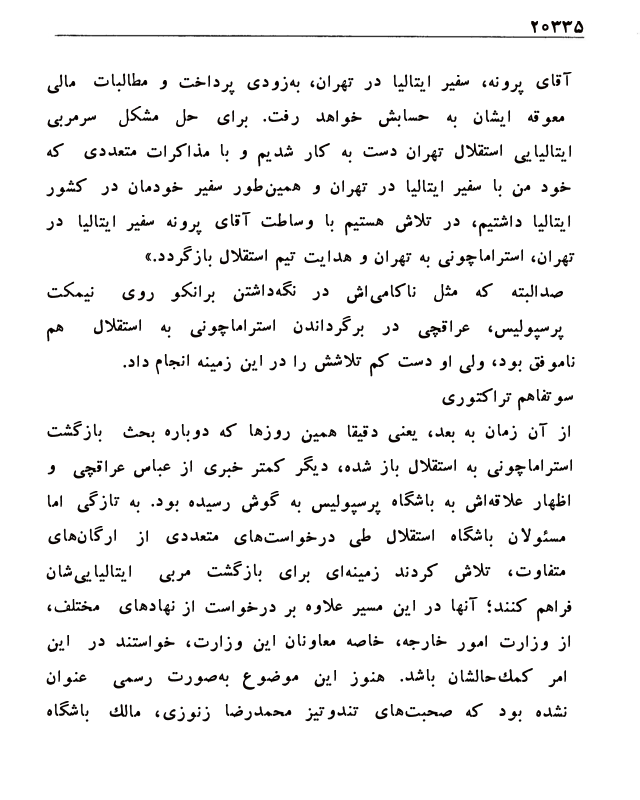 ۲۰۳۳۵
آقای پرونه، سفیر ایتالیا در تهران، به‌زودی پرداخت و مطالبات مالی
معوقه ایشان به حسابش خواهد رفت. برای حل مشکل سرمربی
ایتالیایی استقلال تهران دست به کار شدیم و با مذاکرات متعددی که
خود من با سفیر ایتالیا در تهران و همین‌طور سفیر خودمان در کشور
ایتالیا داشتیم، در تلاش هستیم با وساطت آقای پرونه سفیر ایتالیا در
تهران، استراماچونی به تهران و هدایت تیم استقلال بازگردد.»
صدالبته که مثل ناکامی‌اش در نگه‌داشتن برانکو روی نیمکت
پرسپولیس، عراقچی در برگرداندن استراماچونی به استقلال هم
ناموفق بود، ولی او دست کم تلاشش را در این زمینه انجام داد.
سوتفاهم تراکتوری
از آن زمان به بعد، یعنی دقیقا همین روزها که دوباره بحث بازگشت
استراماچونی به استقلال باز شده، دیگر کمتر خبری از عباس عراقچی و
اظهار علاقه‌اش به باشگاه پرسپولیس به گوش رسیده بود. به تازگی اما
مسئولان باشگاه استقلال طی درخواست‌های متعددی از ارگان‌های
متفاوت، تلاش کردند زمینه‌ای برای بازگشت مربی ایتالیایی‌شان
فراهم کنند؛ آنها در این مسیر علاوه بر درخواست از نهادهای مختلف،
از وزارت امور خارجه، خاصه معاونان این وزارت، خواستند در این
امر کمك‌حالشان باشد. هنوز این موضوع به‌صورت رسمی عنوان
نشده بود که صحبت‌های تندوتیز محمدرضا زنوزی، مالك باشگاه